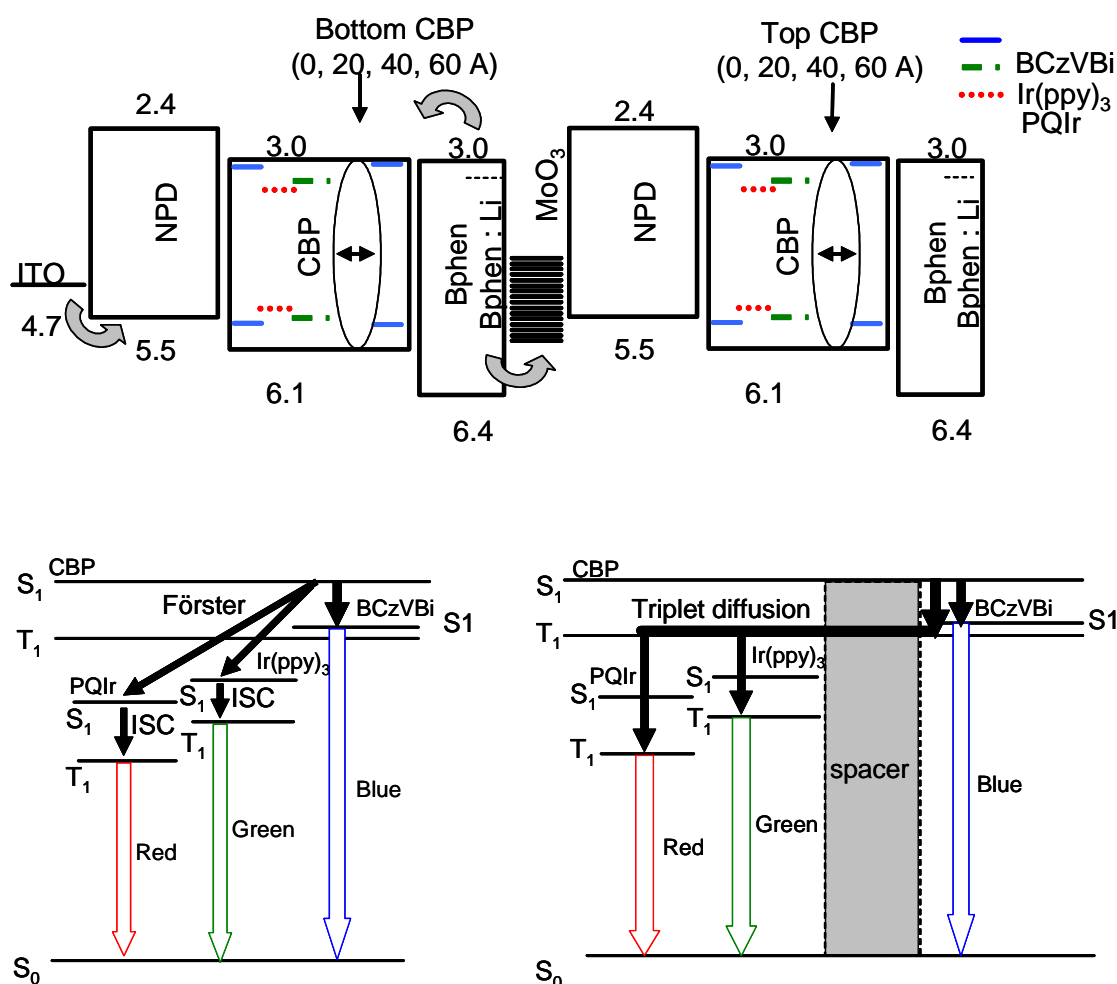 Bottom CBP
(0, 20, 40, 60 A)
Top CBP
(0, 20, 40, 60 A)
BCzVBi
Ir(ppy)3
PQIr
2.4
3.0
3.0
2.4
3.0
3.0
NPD
CBP
Bphen
Bphen : Li
MoO3
NPD
CBP
Bphen
Bphen : Li
ITO
4.7
5.5
6.1
6.4
5.5
6.1
6.4
S1
CBP
Förster
BCzVBi
S1
T1
Ir(ppy)3
PQIr
S1
ISC
S1
ISC
T1
T1
Blue
Green
Red
S0
S1
CBP
Triplet diffusion
BCzVBi
S1
T1
Ir(ppy)3
PQIr
S1
S1
T1
T1
spacer
Blue
Green
Red
S0